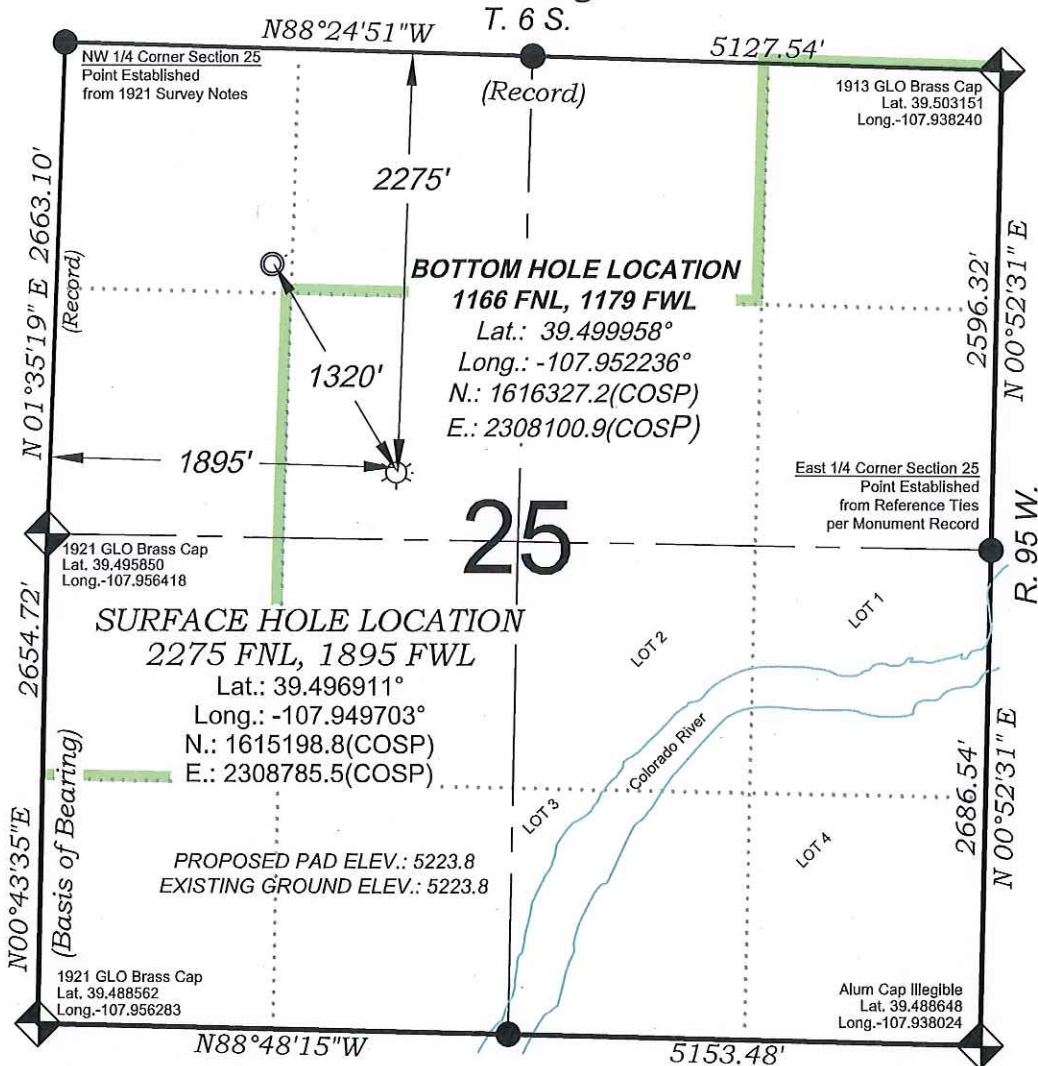 T. 6 S.
N88°24'51"W
5127.54'
NW 1/4 Corner Section 25
Point Established
from 1921 Survey Notes
(Record)
1913 GLO Brass Cap
Lat. 39.503151
Long.-107.938240
2275'
N 01°35'19" E 2663.10'
(Record)
BOTTOM HOLE LOCATION
1166 FNL, 1179 FWL
Lat.: 39.499958°
Long.: -107.952236°
N.: 1616327.2(COSP)
E.: 2308100.9(COSP)
2596.32'
N 00°52'31" E
1320'
1895'
East 1/4 Corner Section 25
Point Established
from Reference Ties
per Monument Record
R. 95 W.
25
1921 GLO Brass Cap
Lat. 39.495850
Long.-107.956418
SURFACE HOLE LOCATION
2275 FNL, 1895 FWL
Lat.: 39.496911°
Long.: -107.949703°
N.: 1615198.8(COSP)
E.: 2308785.5(COSP)
2654.72'
N00°43'35"E
(Basis of Bearing)
LOT 2
LOT 1
Colorado River
LOT 3
LOT 4
2686.54'
N 00°52'31" E
PROPOSED PAD ELEV.: 5223.8
EXISTING GROUND ELEV.: 5223.8
1921 GLO Brass Cap
Lat. 39.488562
Long.-107.956283
Alum Cap Illegible
Lat. 39.488648
Long.-107.938024
N88°48'15"W
5153.48'